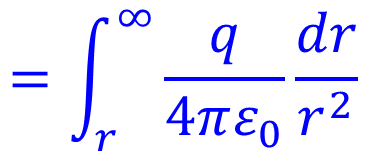 = ∫_r^∞ q/(4πε₀) dr/r²